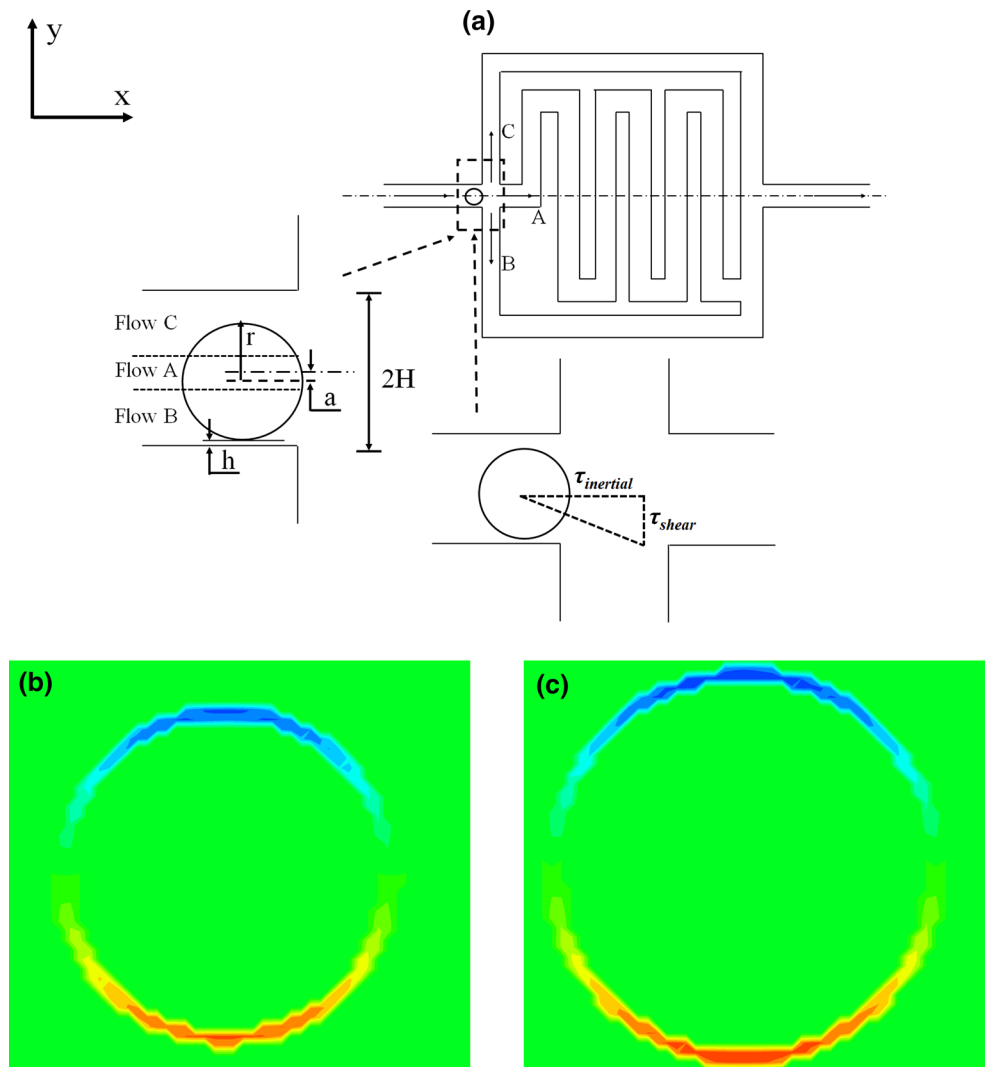 (a)
y
x
C
A
B
Flow C
r
Flow A
2H
a
Flow B
h
τinertial
τshear
(b)
(c)